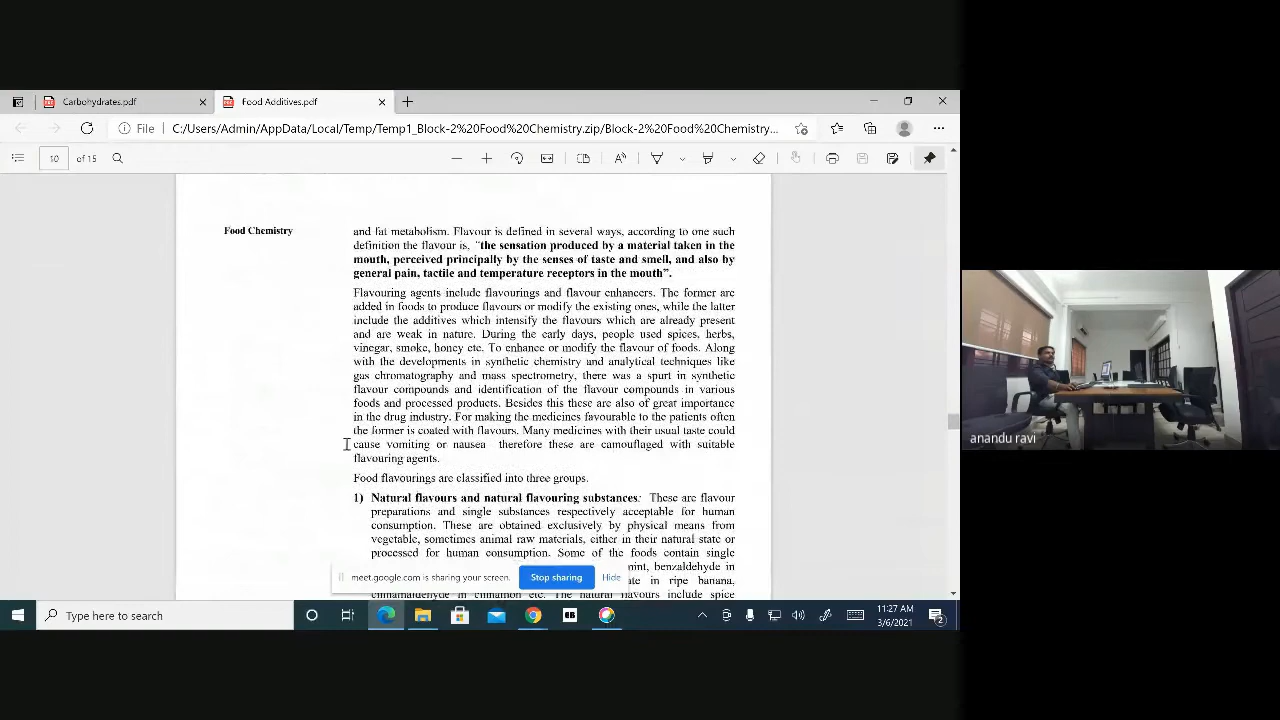 Carbohydrates.pdf
Food Additives.pdf
File
C:/Users/Admin/AppData/Local/Temp/Temp1_Block-2%20Food%20Chemistry.zip/Block-2%20Food%20Chemistry...
10
of 15
Food Chemistry
and fat metabolism. Flavour is defined in several ways, according to one such
definition the flavour is, "the sensation produced by a material taken in the
mouth, perceived principally by the senses of taste and smell, and also by
general pain, tactile and temperature receptors in the mouth".
Flavouring agents include flavourings and flavour enhancers. The former are
added in foods to produce flavours or modify the existing ones, while the latter
include the additives which intensify the flavours which are already present
and are weak in nature. During the early days, people used spices, herbs,
vinegar, smoke, honey etc. To enhance or modify the flavour of foods. Along
with the developments in synthetic chemistry and analytical techniques like
gas chromatography and mass spectrometry, there was a spurt in synthetic
flavour compounds and identification of the flavour compounds in various
foods and processed products. Besides this these are also of great importance
in the drug industry. For making the medicines favourable to the patients often
the former is coated with flavours. Many medicines with their usual taste could
cause vomiting or nausea therefore these are camouflaged with suitable
flavouring agents.
Food flavourings are classified into three groups.
1) Natural flavours and natural flavouring substances: These are flavour
preparations and single substances respectively acceptable for human
consumption. These are obtained exclusively by physical means from
vegetable, sometimes animal raw materials, either in their natural state or
processed for human consumption. Some of the foods contain single
mint, benzaldehyde in
in ripe banana,
cinnamaldehyde in cinnamon etc. The natural flavours include spice
meet.google.com is sharing your screen.
Stop sharing
Hide
anandu ravi
Type here to search
11:27 AM
3/6/2021
2